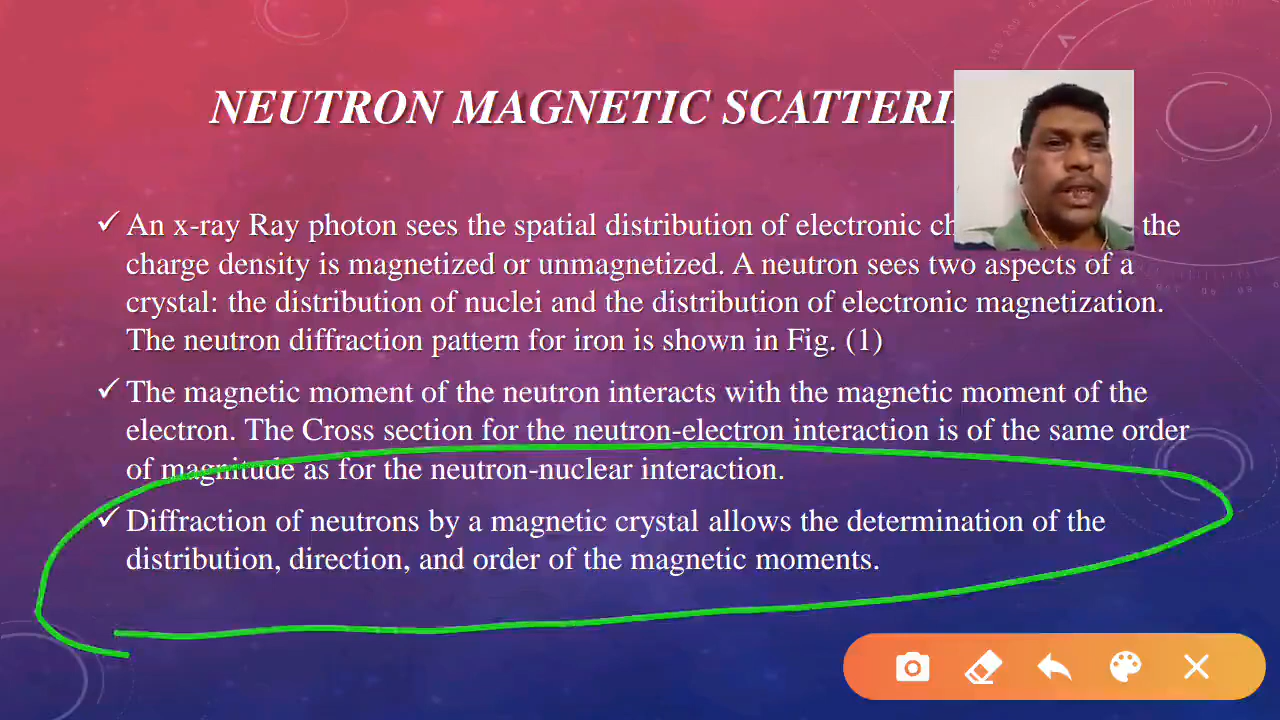 NEUTRON MAGNETIC
An x-ray Ray photon sees the spatial distribution of electronic the
charge density is magnetized or unmagnetized. A neutron sees two aspects of a
crystal: the distribution of nuclei and the distribution of electronic magnetization.
The neutron diffraction pattern for iron is shown in Fig. (1)
The magnetic moment of the neutron interacts with the magnetic moment of the
electron. The Cross section for the neutron-electron interaction is of the same order
of magnitude as for the neutron-nuclear interaction.
Diffraction of neutrons by a magnetic crystal allows the determination of the
distribution, direction, and order of the magnetic moments.